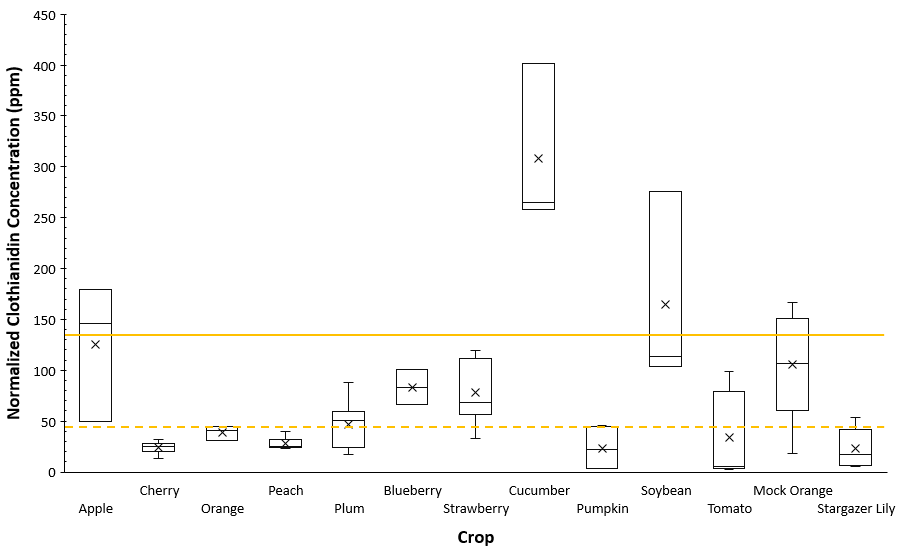 Normalized Clothianidin Concentration (ppm)
450
400
350
300
250
200
150
100
50
0
Cherry Peach Blueberry Cucumber Soybean Mock Orange
Apple Orange Plum Strawberry Pumpkin Tomato Stargazer Lily
Crop